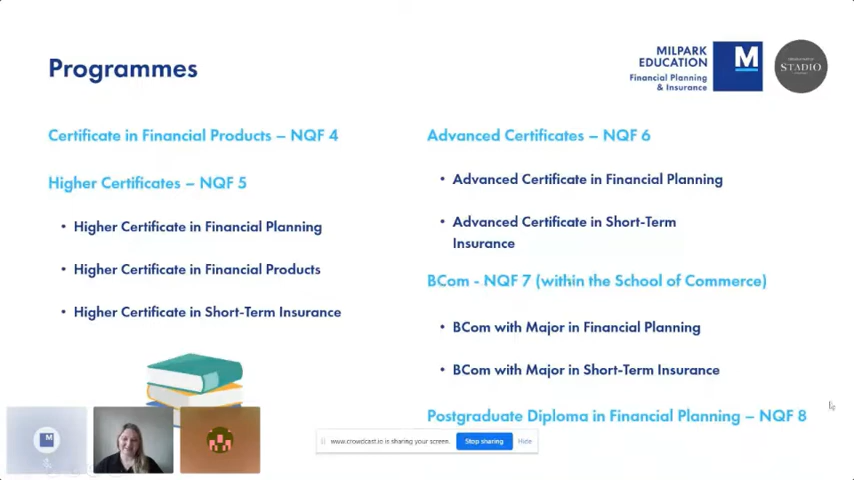 Programmes
MILPARK
EDUCATION
Financial Planning
& Insurance
M
STADIO
Certificate in Financial Products – NQF 4
Higher Certificates – NQF 5
• Higher Certificate in Financial Planning
• Higher Certificate in Financial Products
• Higher Certificate in Short-Term Insurance
Advanced Certificates – NQF 6
• Advanced Certificate in Financial Planning
• Advanced Certificate in Short-Term
Insurance
BCom - NQF 7 (within the School of Commerce)
• BCom with Major in Financial Planning
• BCom with Major in Short-Term Insurance
Postgraduate Diploma in Financial Planning – NQF 8
M
www.crowdcast.io is sharing your screen.
Stop sharing
Hide